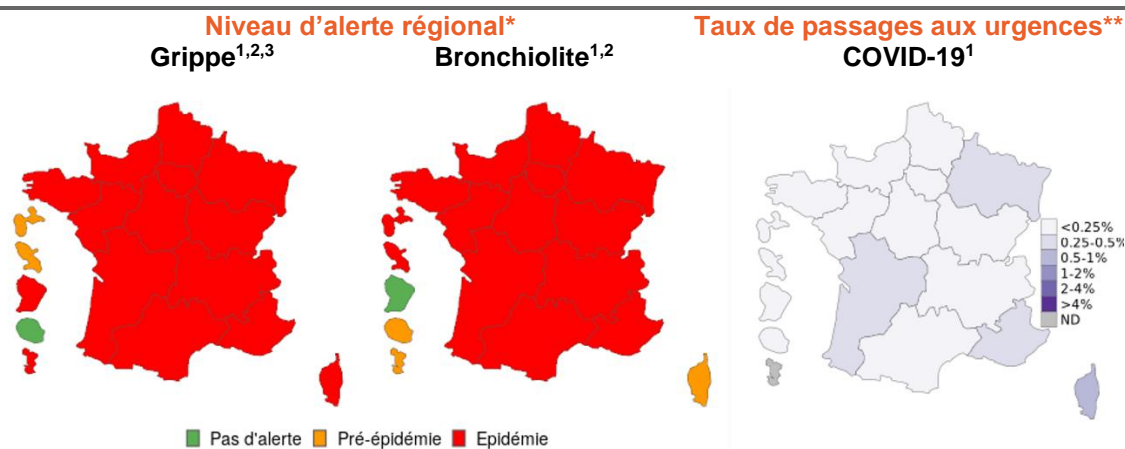 Niveau d’alerte régional*
Taux de passages aux urgences**
Grippe1,2,3
Bronchiolite1,2
COVID-191
<0.25%
0.25-0.5%
0.5-1%
1-2%
2-4%
>4%
ND
Pas d'alerte
Pré-épidémie
Epidémie